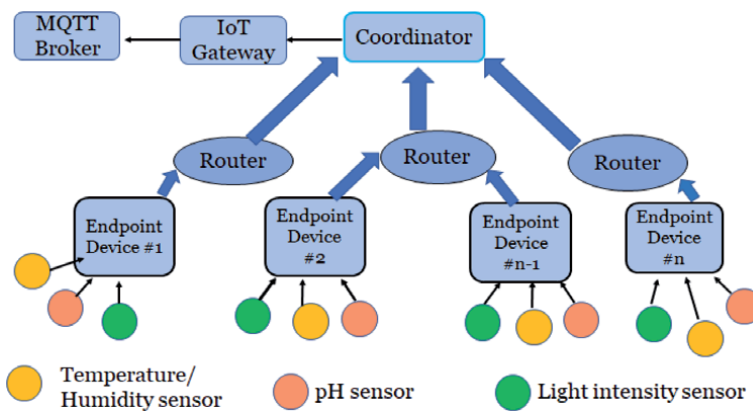 MQTT
Broker
IoT
Gateway
Coordinator
Router
Router
Router
Endpoint
Device #1
Endpoint
Device
#2
Endpoint
Device
#n-1
Endpoint
Device
#n
Temperature/
Humidity sensor
pH sensor
Light intensity sensor